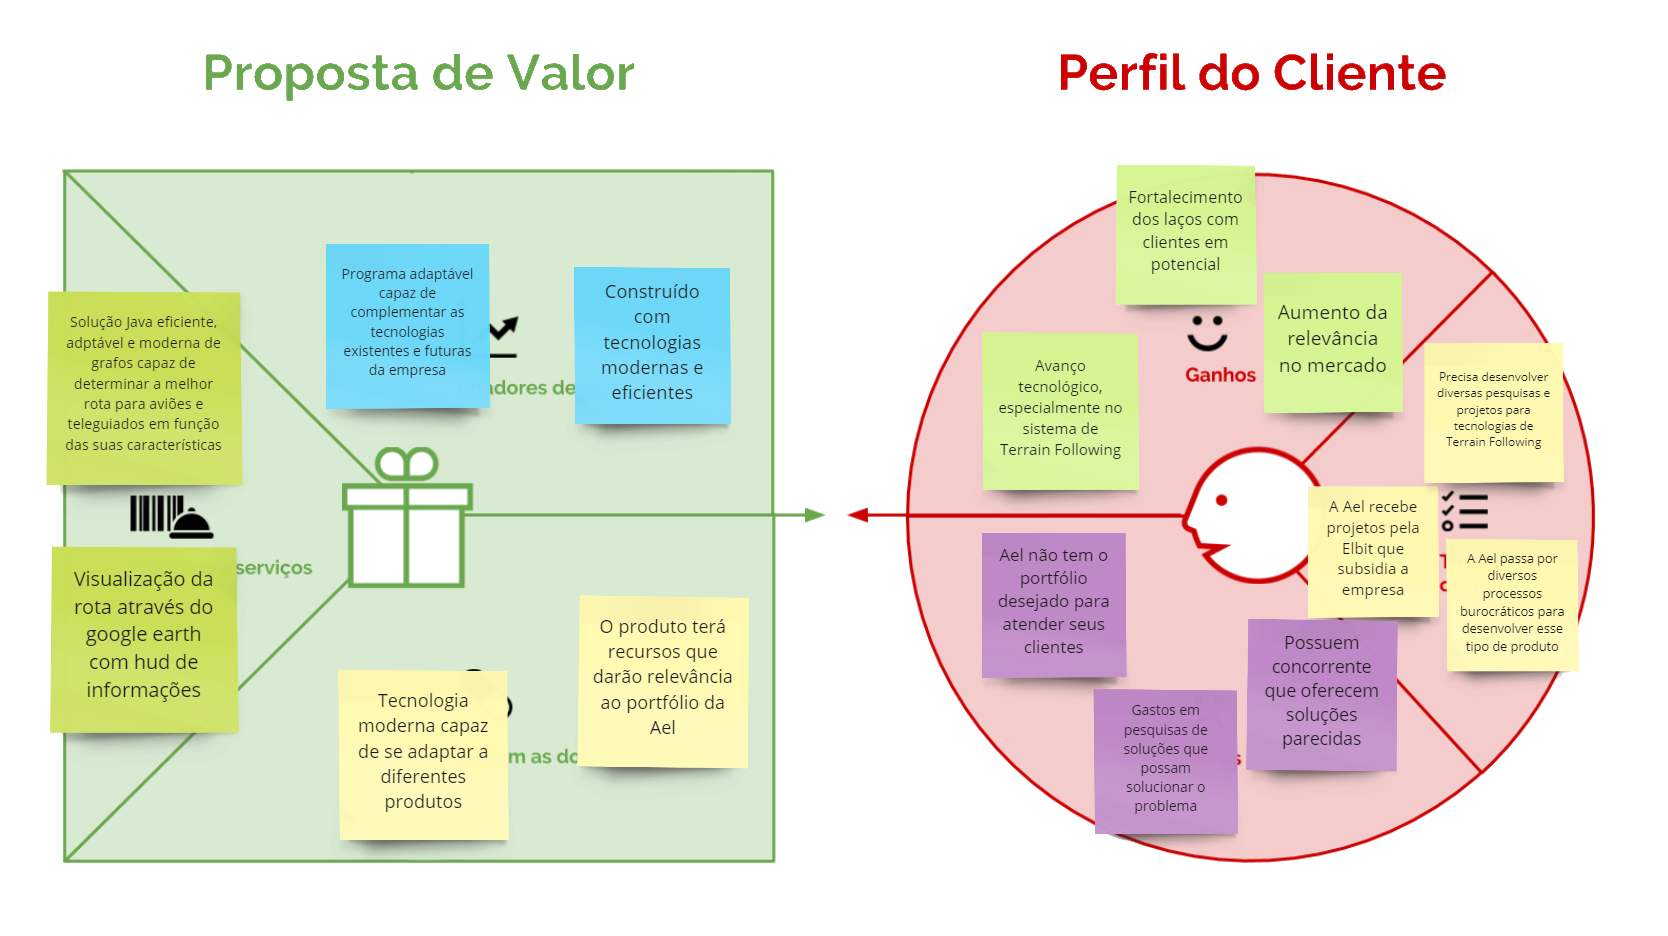 Proposta de Valor
Perfil do Cliente
Solução Java eficiente,
adptável e moderna de
grafos capaz de
determinar a melhor
rota para aviões e
teleguiados em função
das suas características
Programa adaptável
capaz de
complementar as
tecnologias
existentes e futuras
da empresa
Construído
com
tecnologias
modernas e
eficientes
adores de
serviços
Visualização da
rota através do
google earth
com hud de
informações
Tecnologia
moderna capaz
de se adaptar a
diferentes
produtos
m as do
O produto terá
recursos que
darão relevância
ao portfólio da
Ael
Fortalecimento
dos laços com
clientes em
potencial
Ganhos
Aumento da
relevância
no mercado
Avanço
tecnológico,
especialmente no
sistema de
Terrain Following
Precisa desenvolver
diversas pesquisas e
projetos para
tecnologias de
Terrain Following
A Ael recebe
projetos pela
Elbit que
subsidia a
empresa
A Ael passa por
diversos
processos
burocráticos para
desenvolver esse
tipo de produto
Ael não tem o
portfólio
desejado para
atender seus
clientes
Gastos em
pesquisas de
soluções que
possam
solucionar o
problema
s
Possuem
concorrente
que oferecem
soluções
parecidas